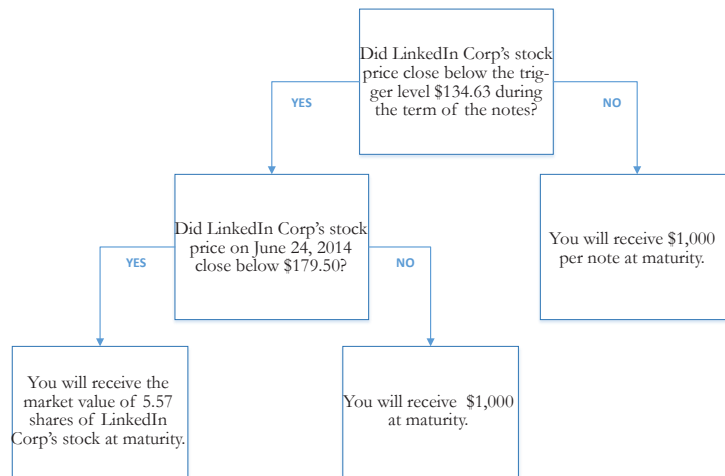 Did LinkedIn Corp's stock
price close below the trig-
ger level $134.63 during
the term of the notes?
YES
NO
Did LinkedIn Corp's stock
price on June 24, 2014
close below $179.50?
You will receive $1,000
per note at maturity.
YES
NO
You will receive the
market value of 5.57
shares of LinkedIn
Corp's stock at maturity.
You will receive $1,000
at maturity.